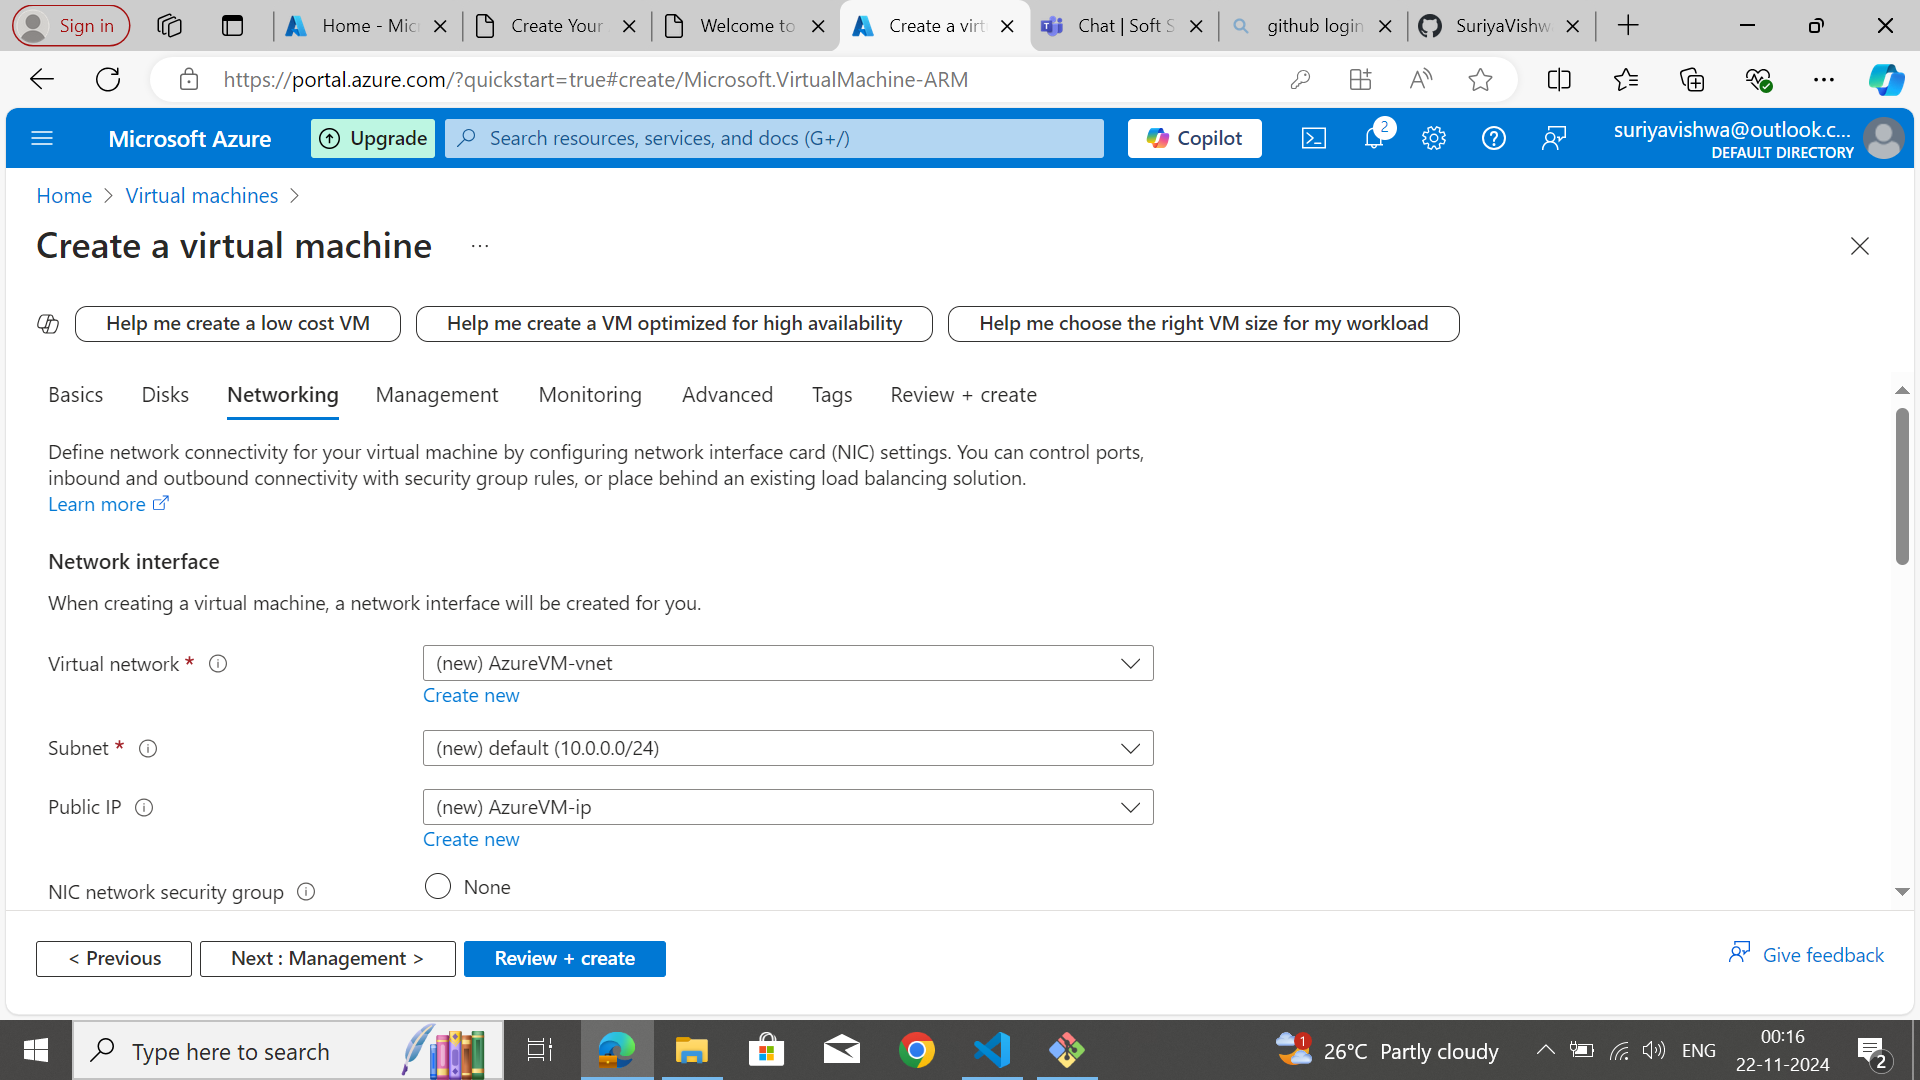 Sign in
Home - Mic
Create Your
Welcome to
Create a virt
Chat | Soft S
github login
SuriyaVishw
https://portal.azure.com/?quickstart=true#create/Microsoft.VirtualMachine-ARM
Microsoft Azure
Upgrade
Search resources, services, and docs (G+/)
Copilot
2
suriyavishwa@outlook.c...
DEFAULT DIRECTORY
Home > Virtual machines >
Create a virtual machine ...
Help me create a low cost VM
Help me create a VM optimized for high availability
Help me choose the right VM size for my workload
Basics Disks Networking Management Monitoring Advanced Tags Review + create
Define network connectivity for your virtual machine by configuring network interface card (NIC) settings. You can control ports,
inbound and outbound connectivity with security group rules, or place behind an existing load balancing solution.
Learn more
Network interface
When creating a virtual machine, a network interface will be created for you.
Virtual network *
(new) AzureVM-vnet
Create new
Subnet *
(new) default (10.0.0.0/24)
Public IP
(new) AzureVM-ip
Create new
NIC network security group
None
< Previous
Next : Management >
Review + create
Give feedback
Type here to search
1
26°C Partly cloudy
ENG
00:16
22-11-2024
2